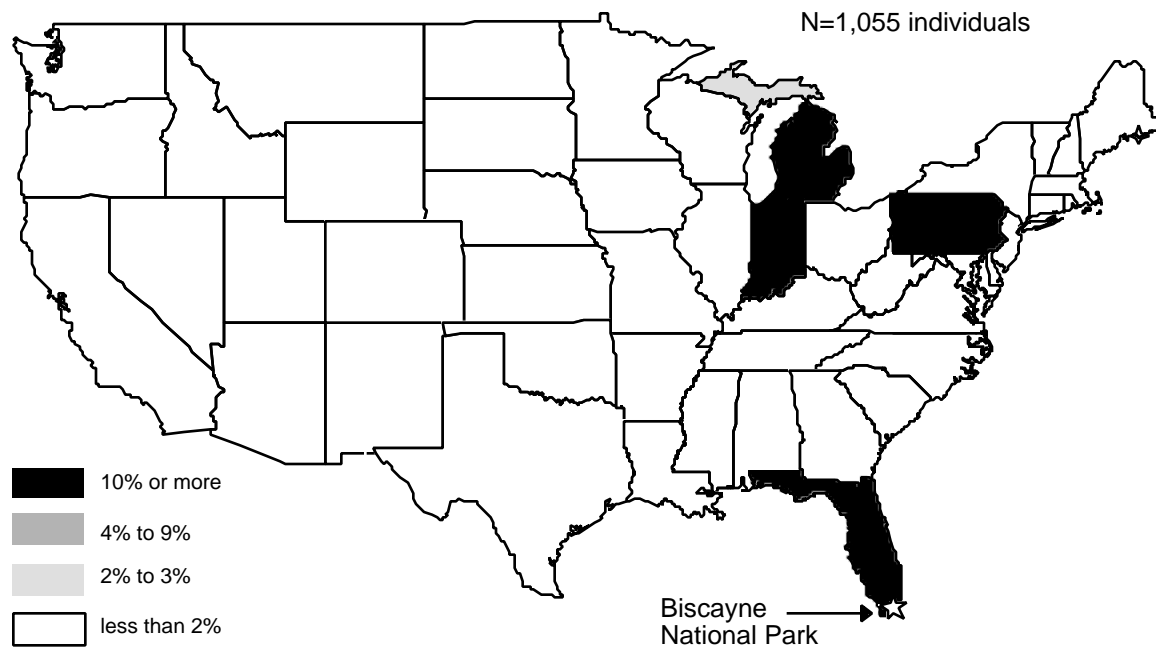 N=1,055 individuals
10% or more
4% to 9%
2% to 3%
less than 2%
Biscayne
National Park